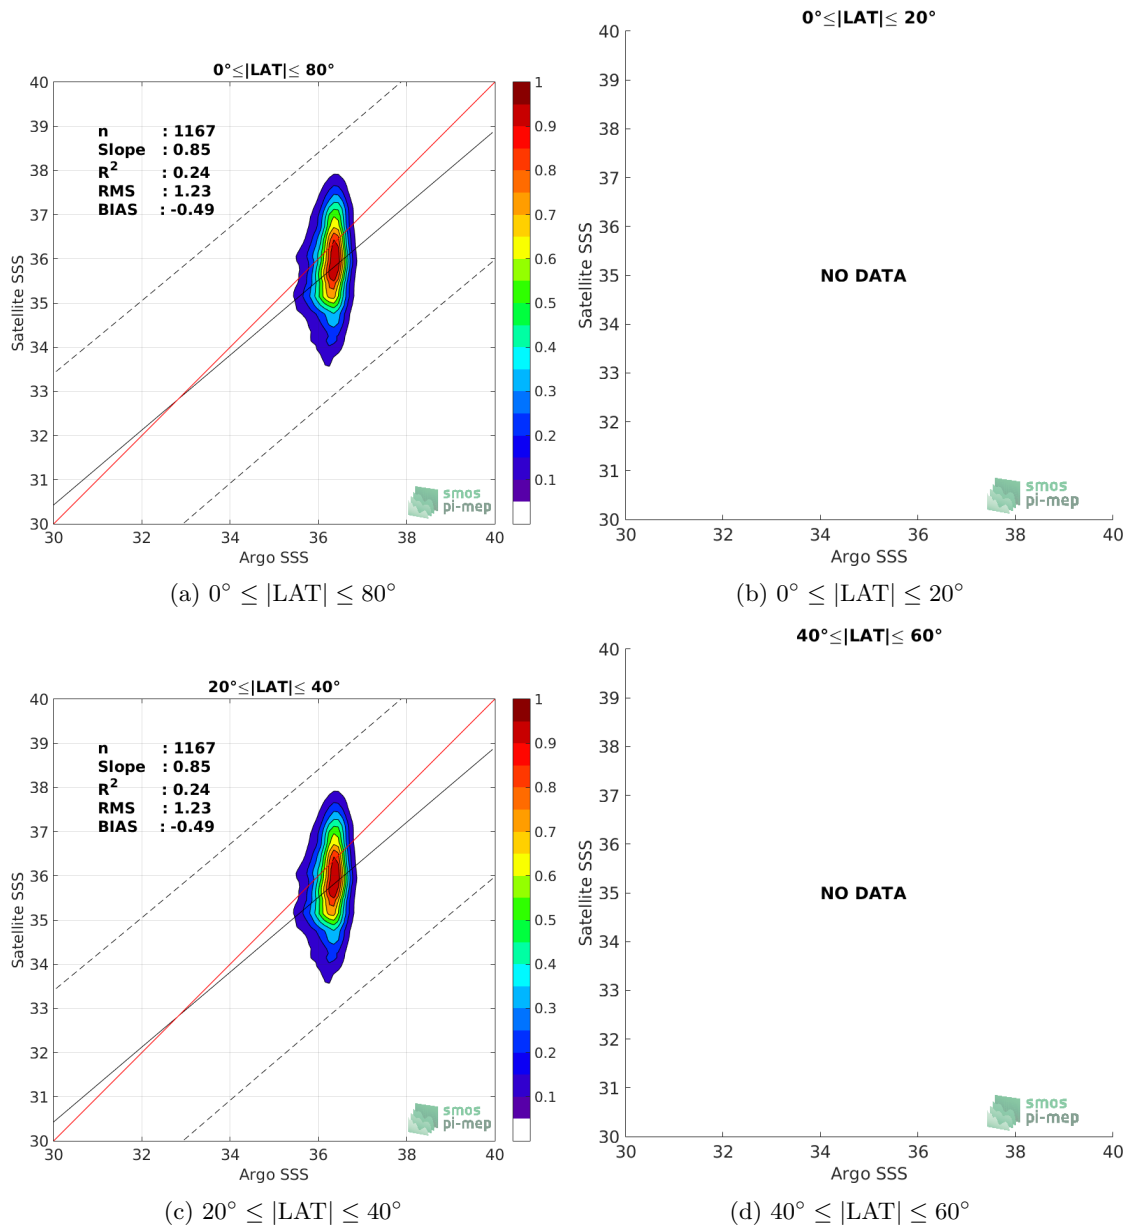 0°≤|LAT|≤ 80°
n : 1167
Slope : 0.85
R² : 0.24
RMS : 1.23
BIAS : -0.49
40
39
38
37
36
35
34
33
32
31
30
Satellite SSS
30 32 34 36 38 40
Argo SSS
1
0.9
0.8
0.7
0.6
0.5
0.4
0.3
0.2
0.1
smos
pi-mep
(a) 0° ≤ |LAT| ≤ 80°
0°≤|LAT|≤ 20°
40
39
38
37
36
35
34
33
32
31
30
Satellite SSS
NO DATA
30 32 34 36 38 40
Argo SSS
smos
pi-mep
(b) 0° ≤ |LAT| ≤ 20°
20°≤|LAT|≤ 40°
n : 1167
Slope : 0.85
R² : 0.24
RMS : 1.23
BIAS : -0.49
40
39
38
37
36
35
34
33
32
31
30
Satellite SSS
30 32 34 36 38 40
Argo SSS
1
0.9
0.8
0.7
0.6
0.5
0.4
0.3
0.2
0.1
smos
pi-mep
(c) 20° ≤ |LAT| ≤ 40°
40°≤|LAT|≤ 60°
40
39
38
37
36
35
34
33
32
31
30
Satellite SSS
NO DATA
30 32 34 36 38 40
Argo SSS
smos
pi-mep
(d) 40° ≤ |LAT| ≤ 60°